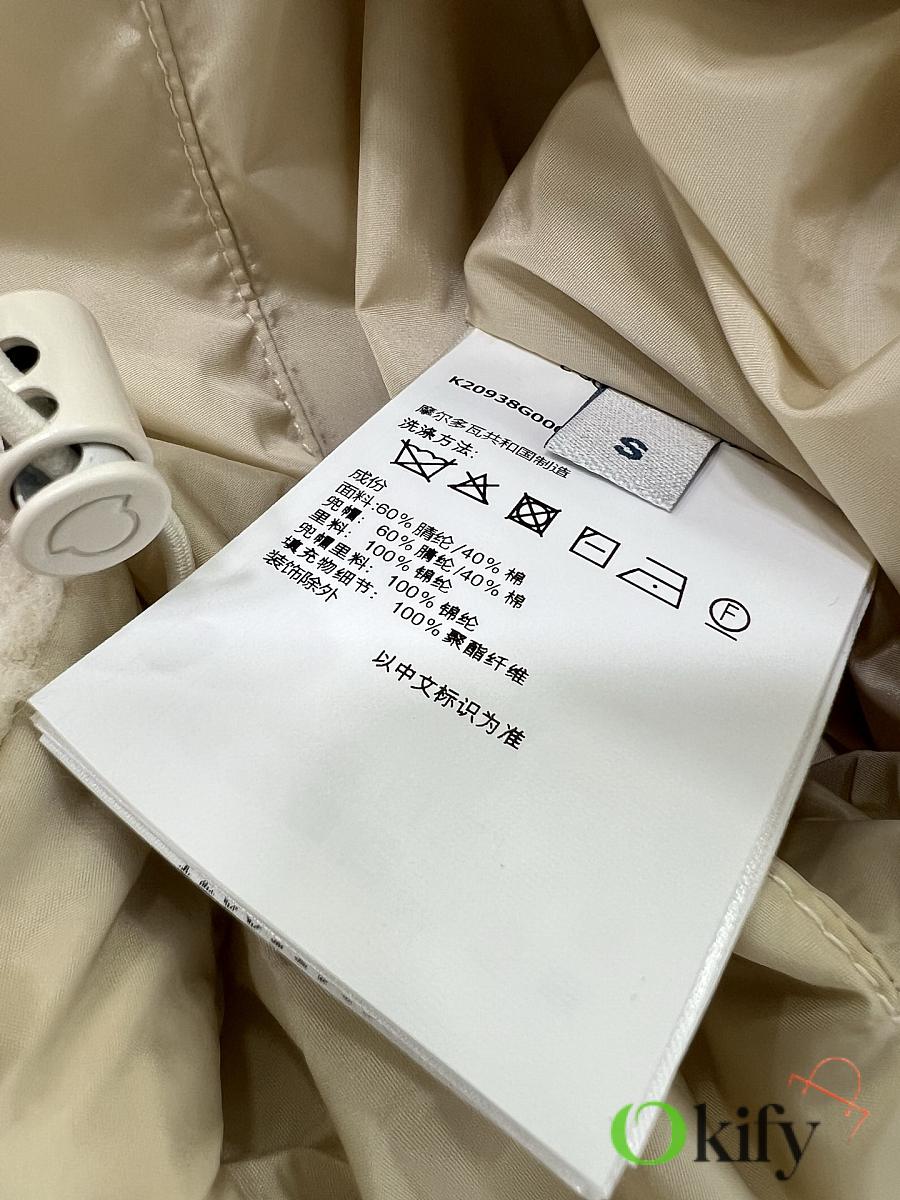 K20938G000
S
摩尔多瓦共和国制造
洗涤方法:
F
成份
面料:60% 腈纶/40% 棉
兜帽: 60% 腈纶/40% 棉
里料: 100% 锦纶
兜帽里料: 100% 锦纶
填充物细节: 100% 聚酯纤维
装饰除外
以中文标识为准
Okify